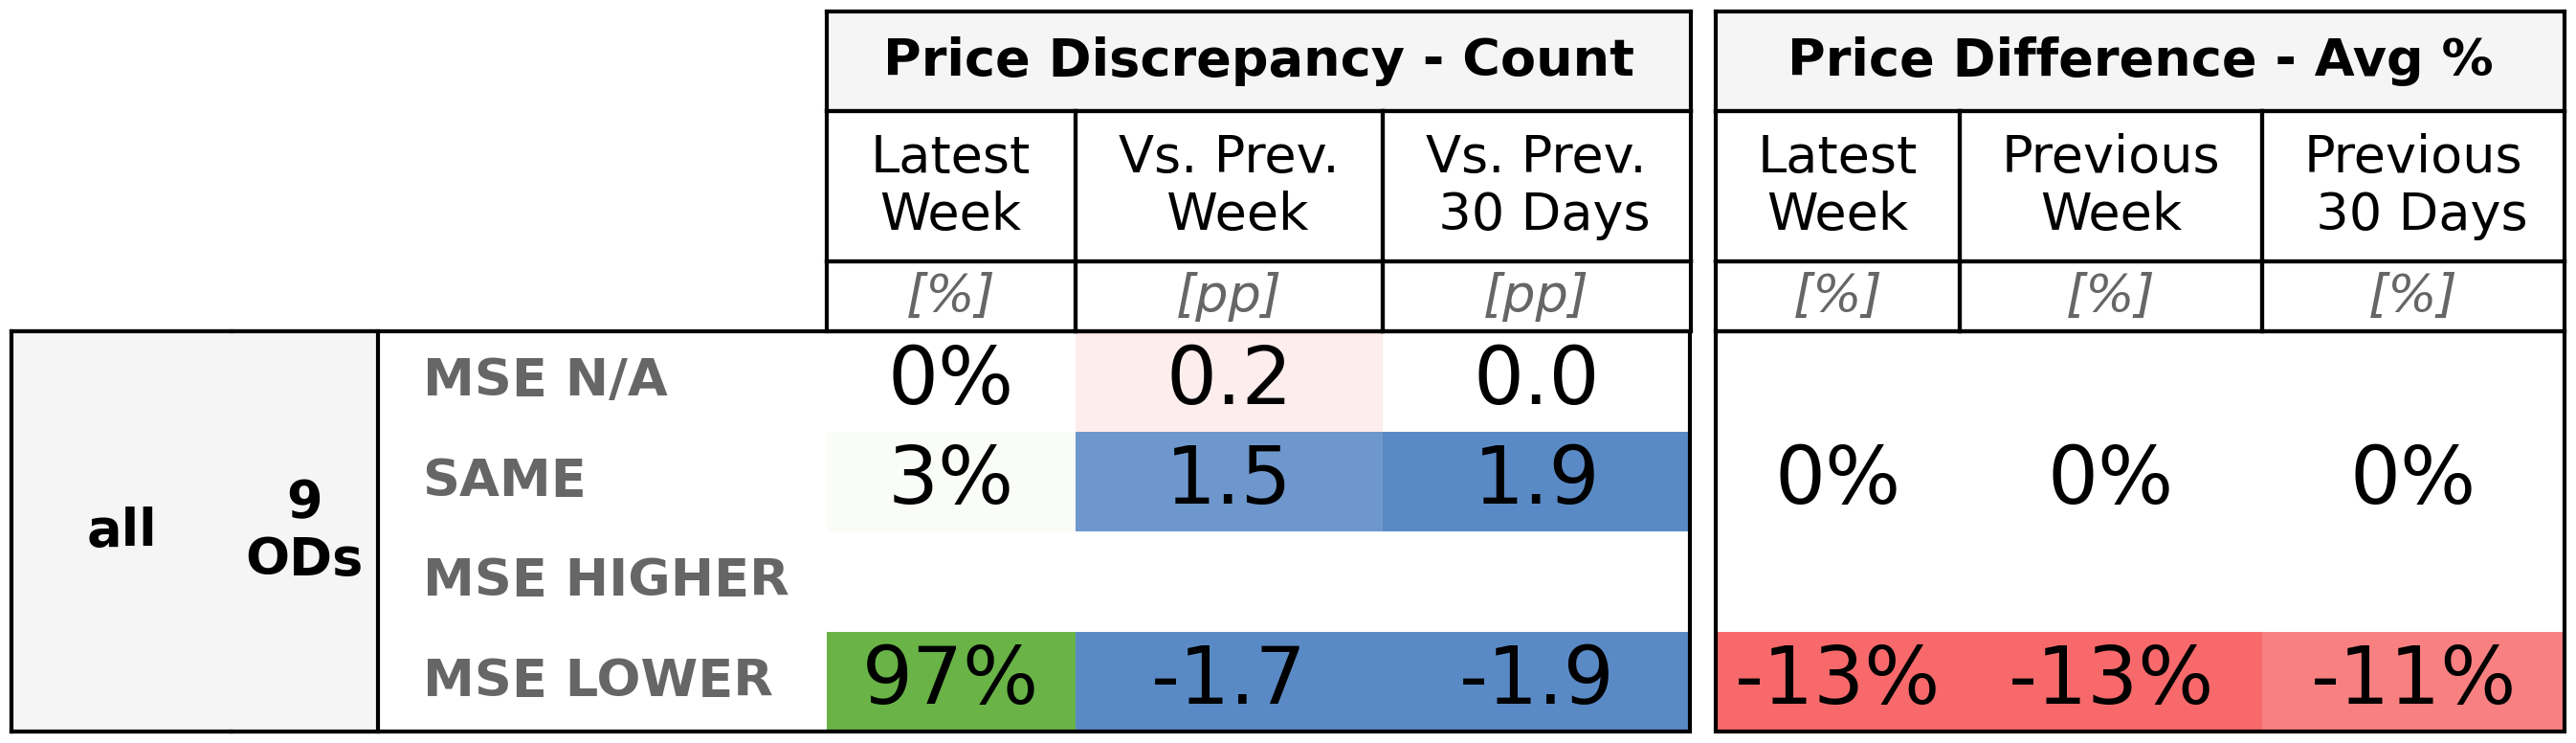 Price Discrepancy - Count
Price Difference - Avg %
Latest Week
Vs. Prev. Week
Vs. Prev. 30 Days
Latest Week
Previous Week
Previous 30 Days
[%]
[pp]
[pp]
[%]
[%]
[%]
all
9 ODs
MSE N/A 0% 0.2 0.0
SAME 3% 1.5 1.9 0% 0% 0%
MSE HIGHER
MSE LOWER 97% -1.7 -1.9 -13% -13% -11%